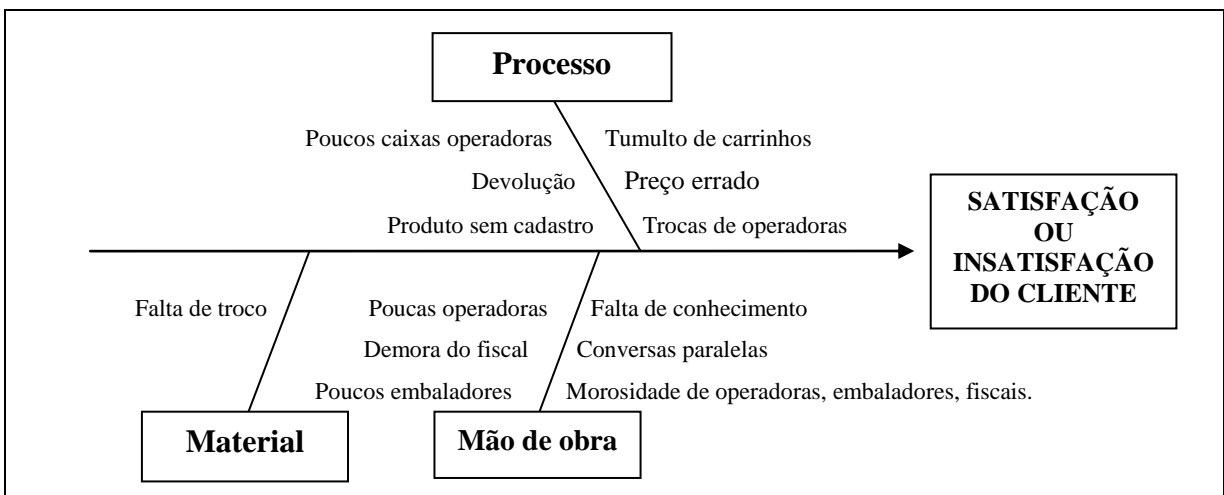 Processo
Poucos caixas operadoras
Tumulto de carrinhos
Devolução
Preço errado
Produto sem cadastro
Trocas de operadoras
SATISFAÇÃO
OU
INSATISFAÇÃO
DO CLIENTE
Falta de troco
Poucas operadoras
Falta de conhecimento
Demora do fiscal
Conversas paralelas
Poucos embaladores
Morosidade de operadoras, embaladores, fiscais.
Material
Mão de obra